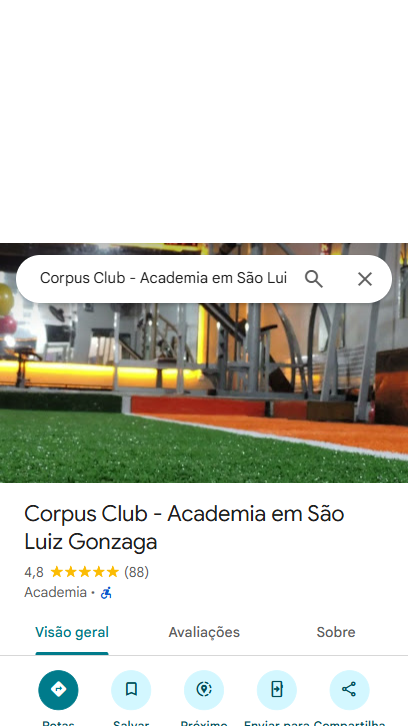 Corpus Club - Academia em São Lui
Corpus Club - Academia em São
Luiz Gonzaga
4,8 ★★★★★ (88)
Academia ·
Visão geral Avaliações Sobre
Rotas Salvar Próximo Enviar para Compartilha